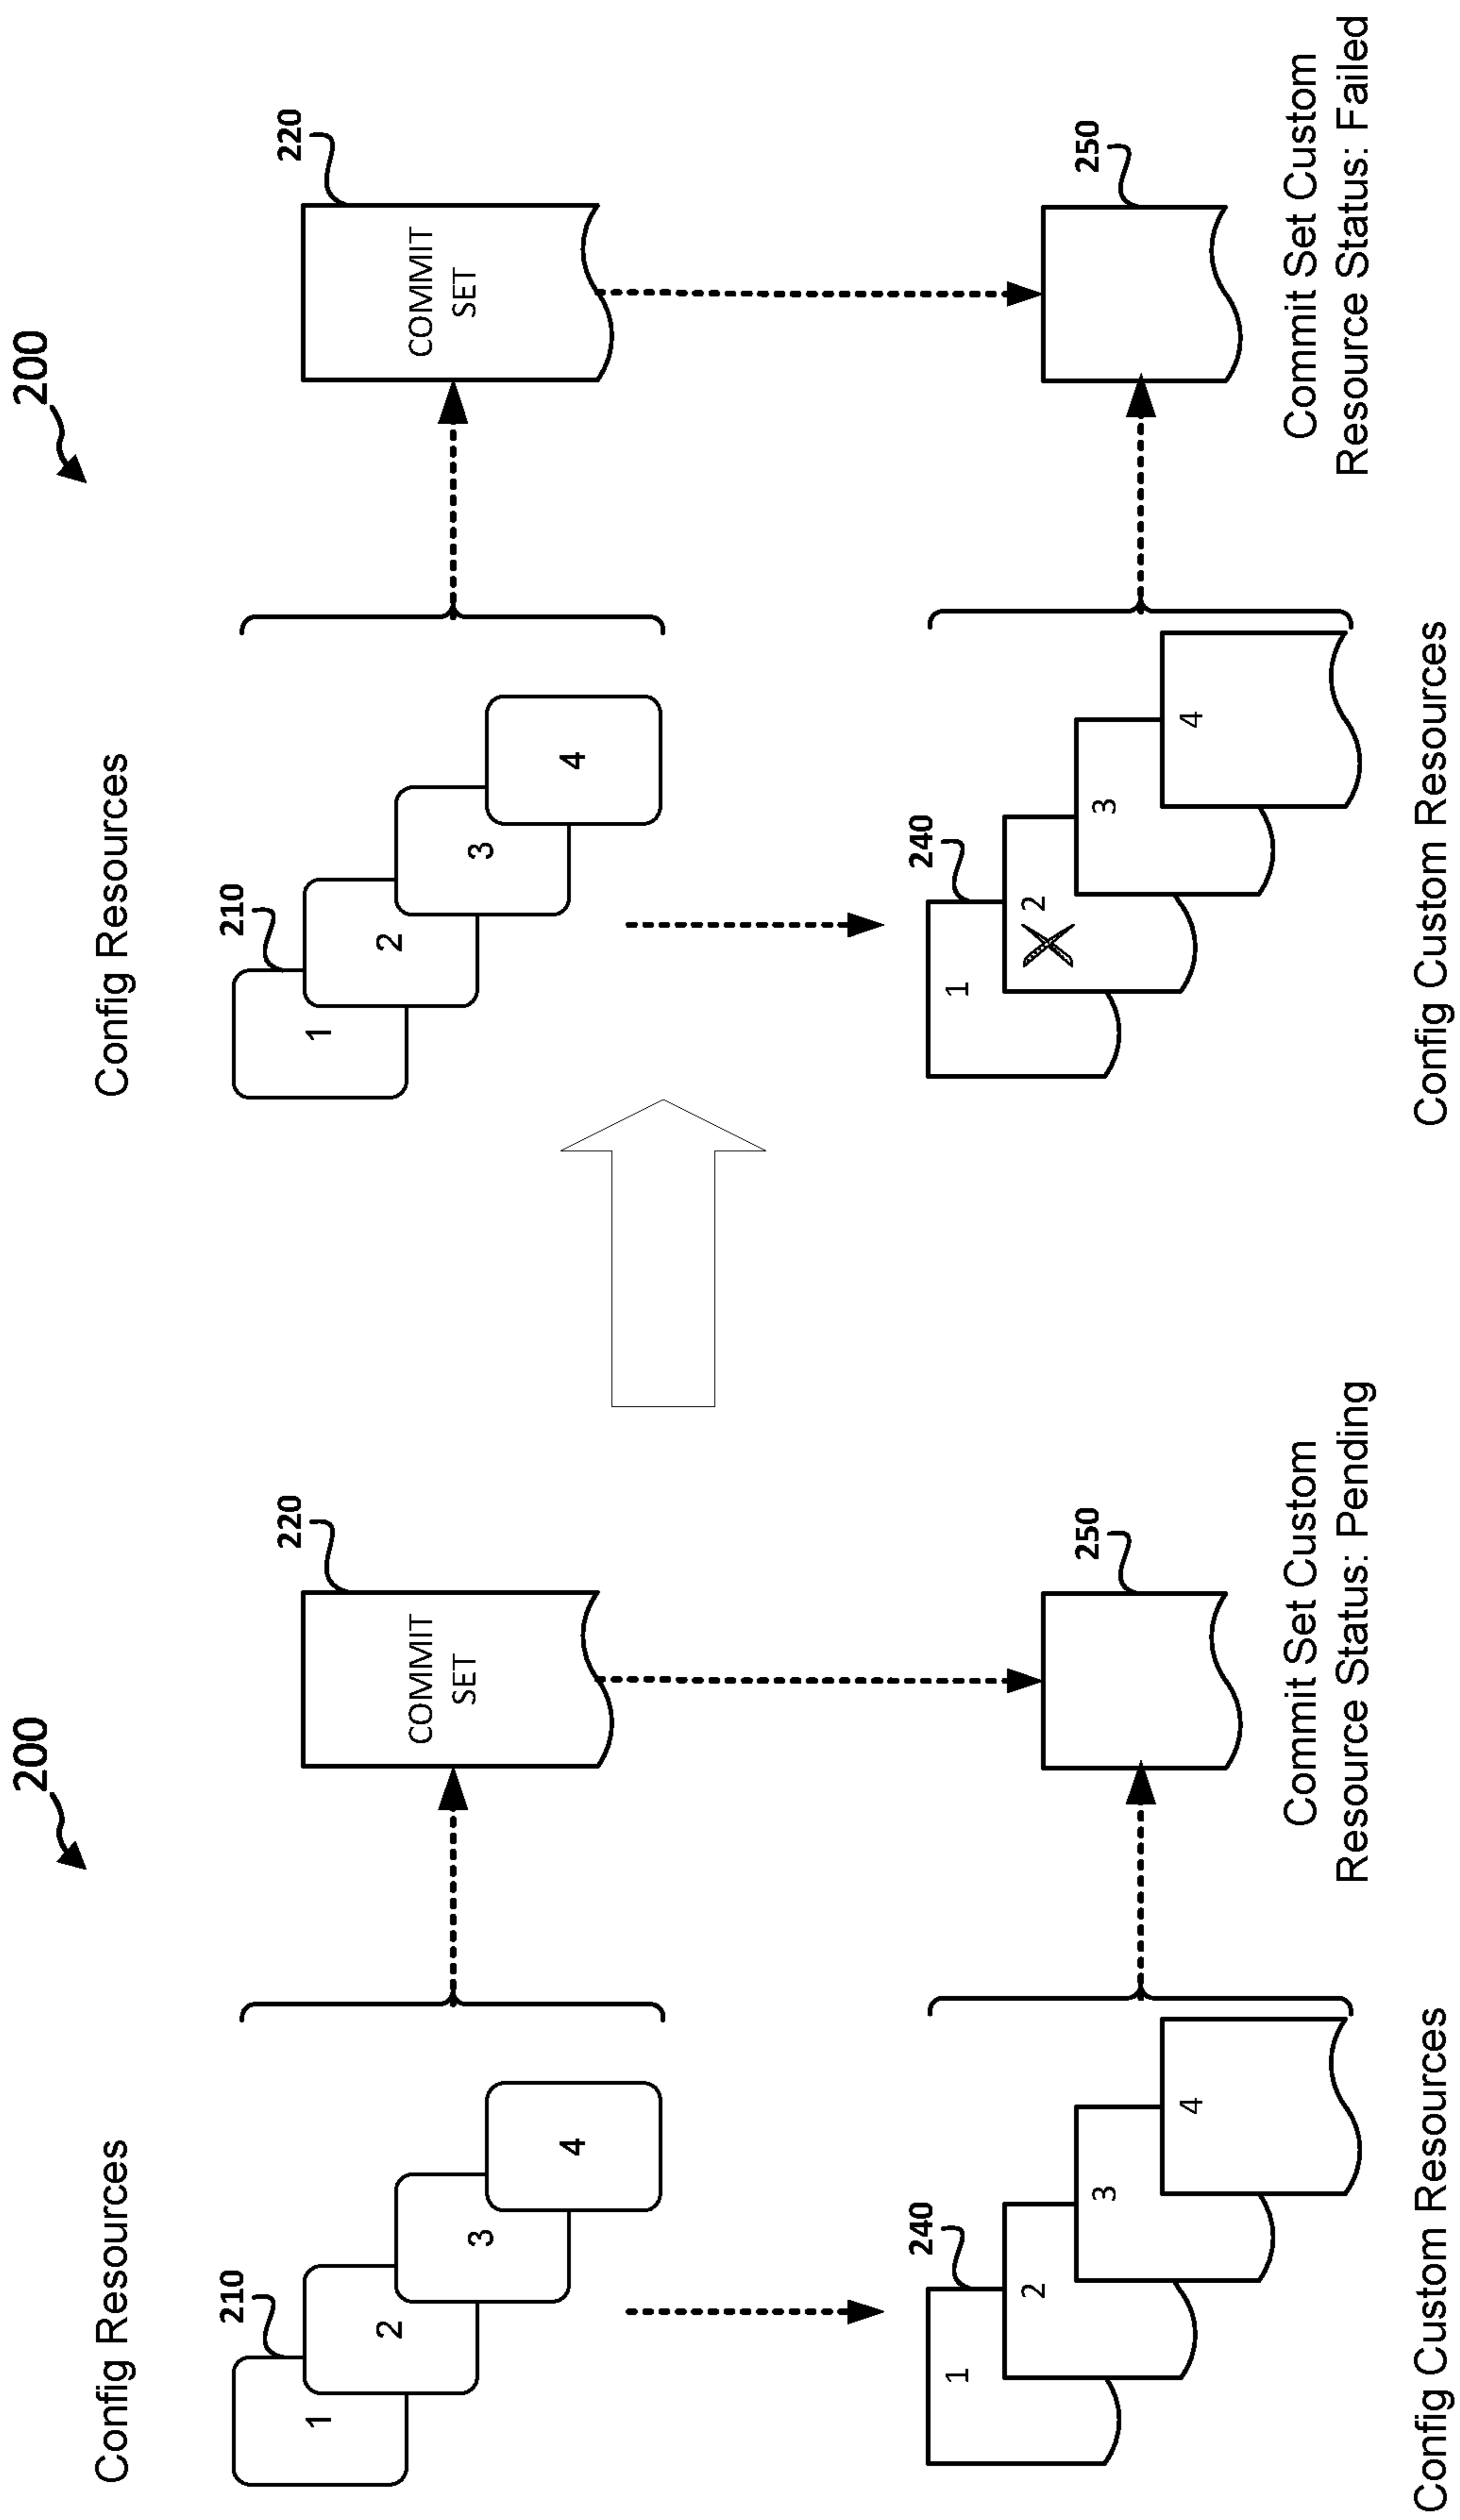 200
Config Resources
210
1
2
3
4
220
COMMIT
SET
240
1
2
3
4
250
Config Custom Resources
Commit Set Custom
Resource Status: Pending
200
Config Resources
210
1
2
3
4
220
COMMIT
SET
240
1
2
3
4
250
Config Custom Resources
Commit Set Custom
Resource Status: Failed